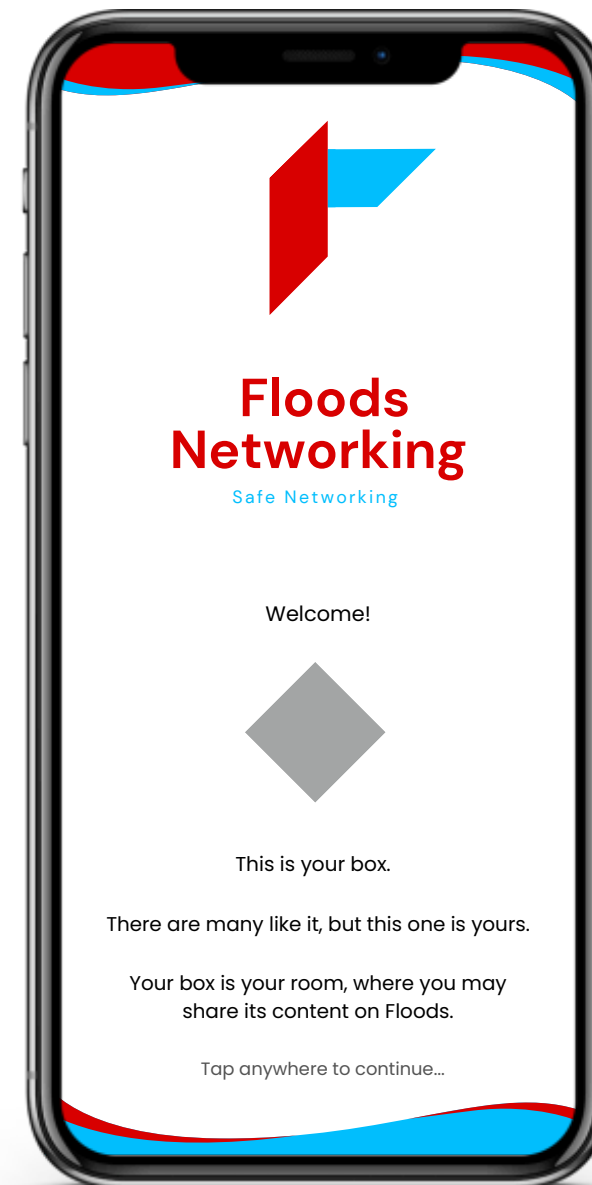 Floods
Networking
Safe Networking
Welcome!
This is your box.
There are many like it, but this one is yours.
Your box is your room, where you may
share its content on Floods.
Tap anywhere to continue...